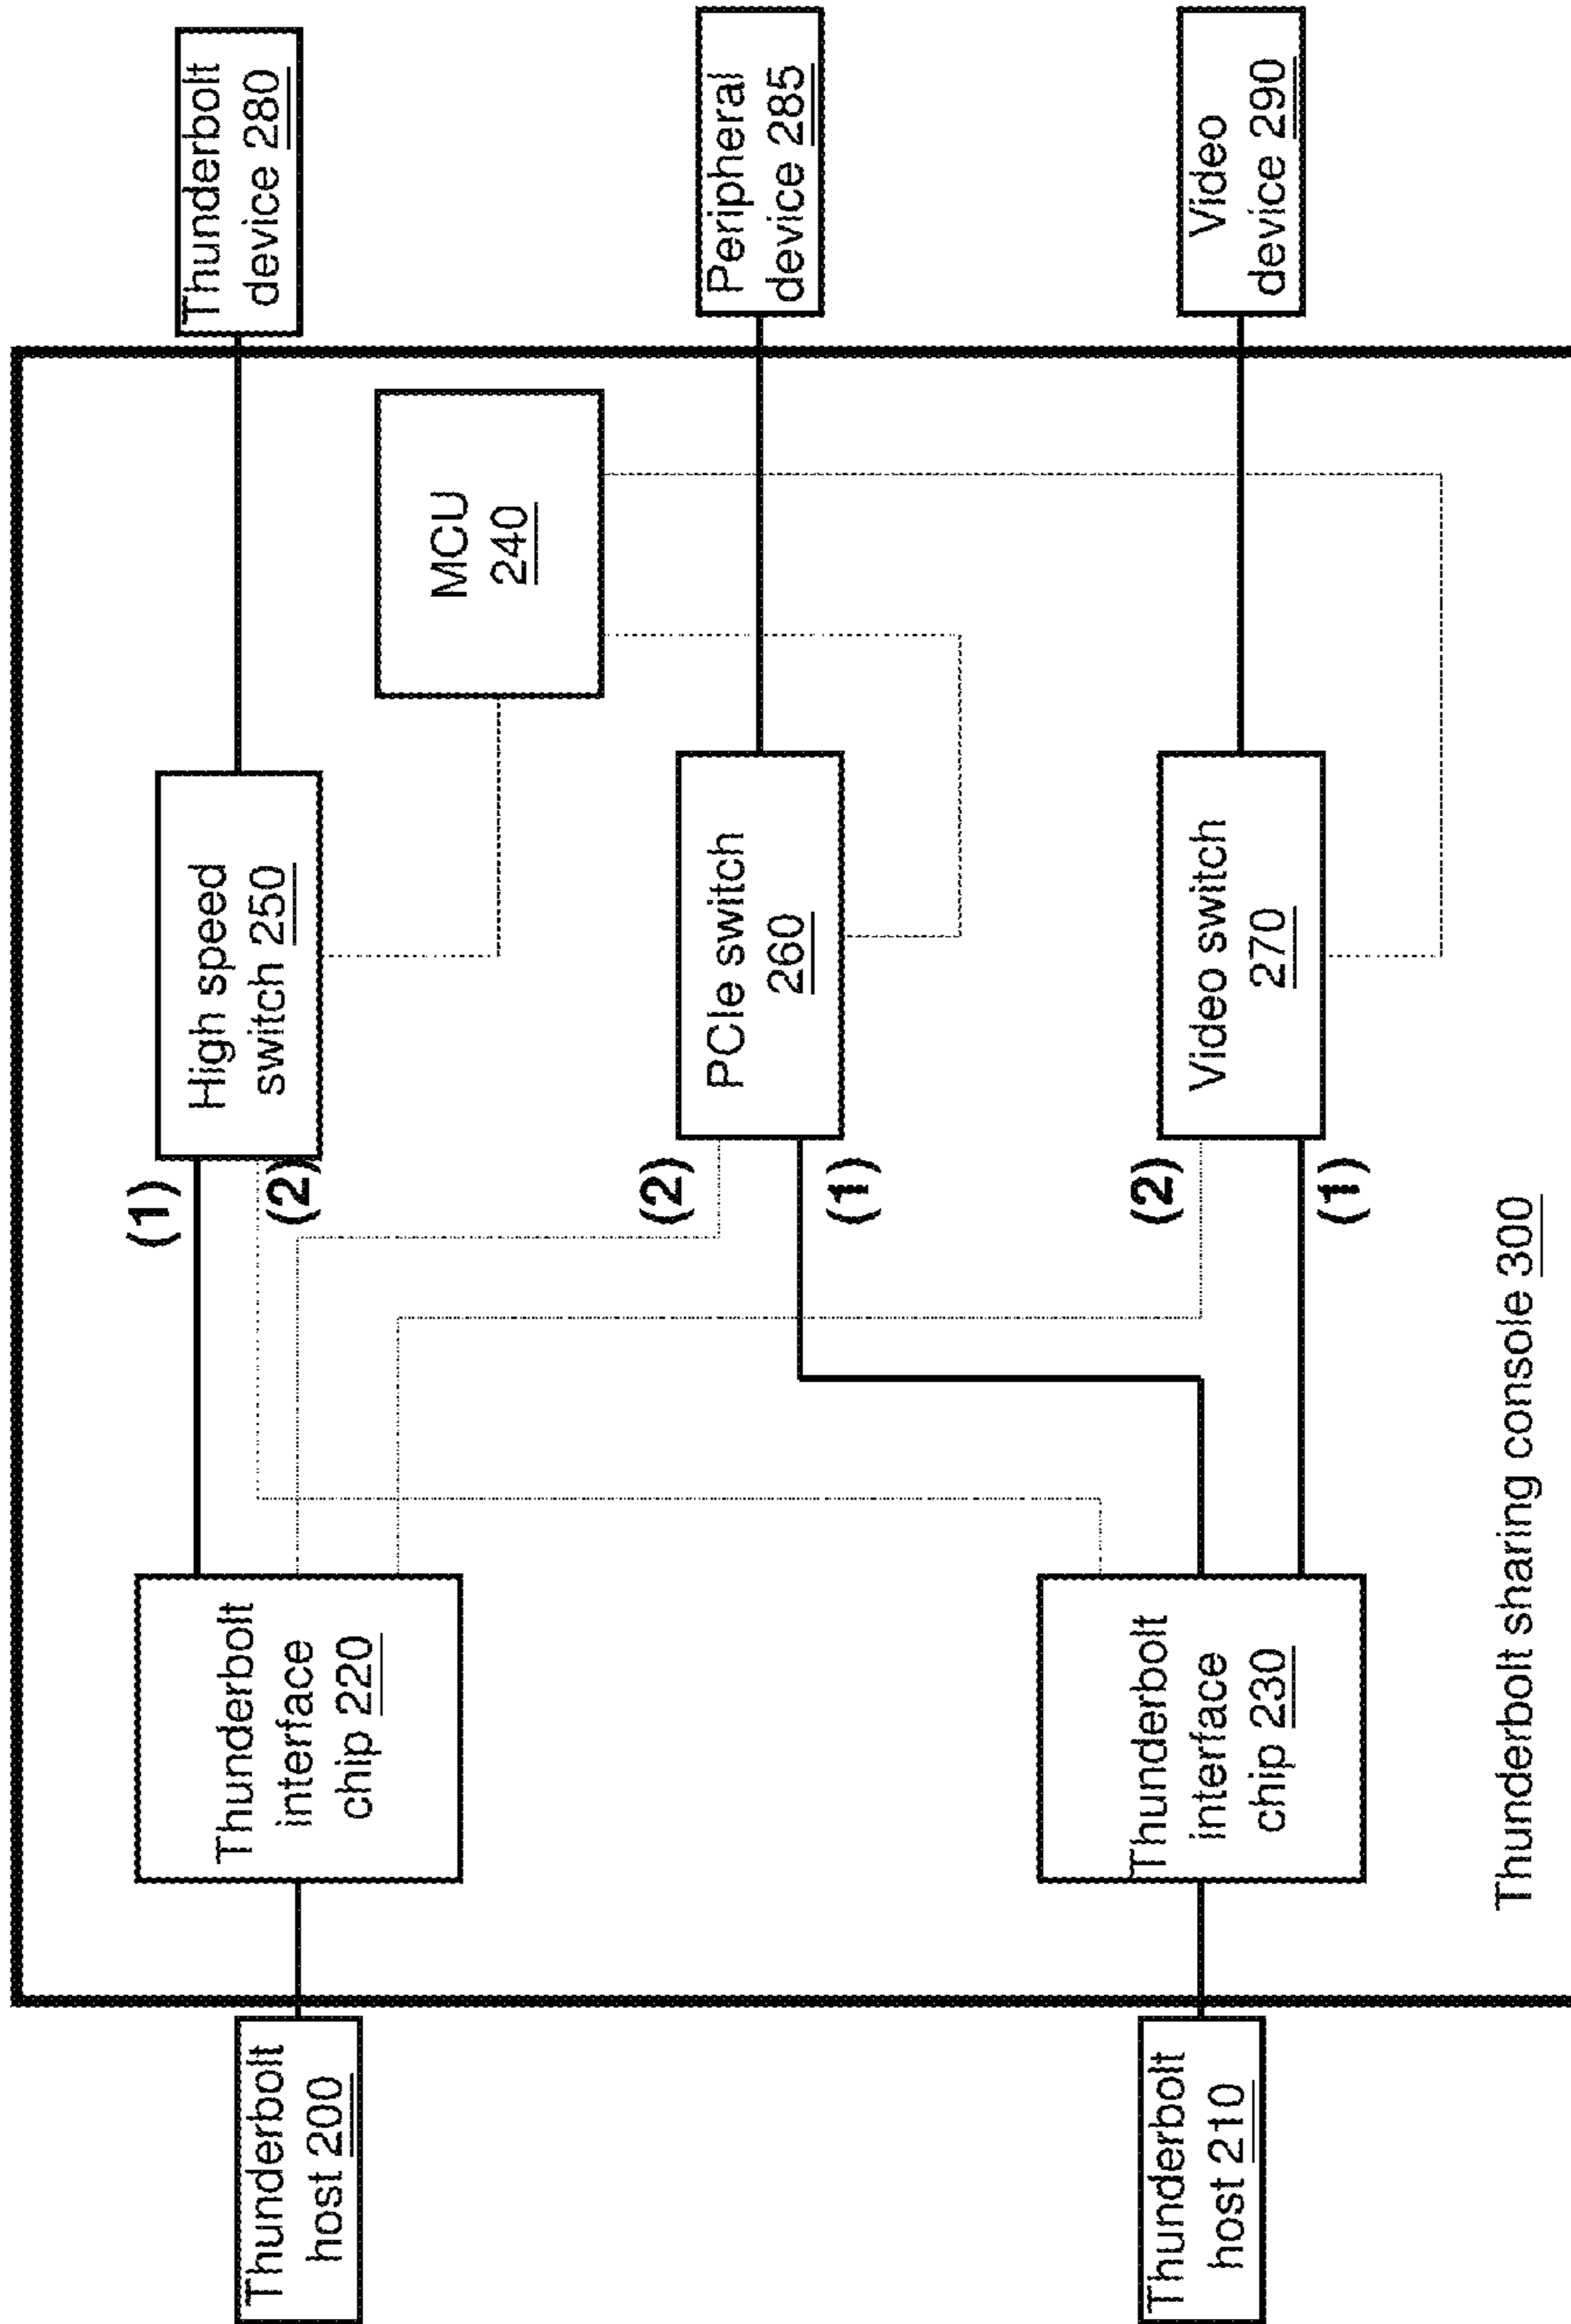 Thunderbolt
host 200
Thunderbolt
host 210
Thunderbolt
interface
chip 220
Thunderbolt
interface
chip 230
(1)
(2)
(2)
(1)
(2)
(1)
High speed
switch 250
PCIe switch
260
Video switch
270
MCU
240
Thunderbolt
device 280
Peripheral
device 285
Video
device 290
Thunderbolt sharing console 300